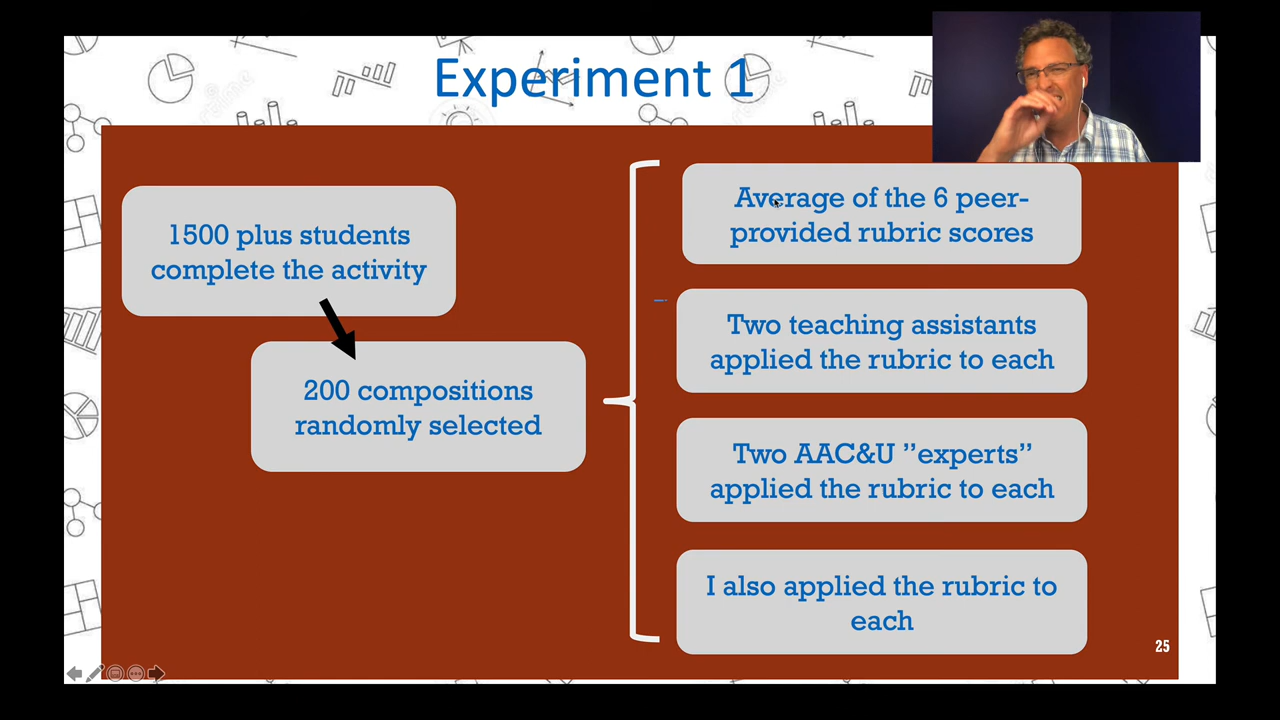 Experiment 1
1500 plus students
complete the activity
200 compositions
randomly selected
Average of the 6 peer-
provided rubric scores
Two teaching assistants
applied the rubric to each
Two AAC&U ”experts”
applied the rubric to each
I also applied the rubric to
each
25